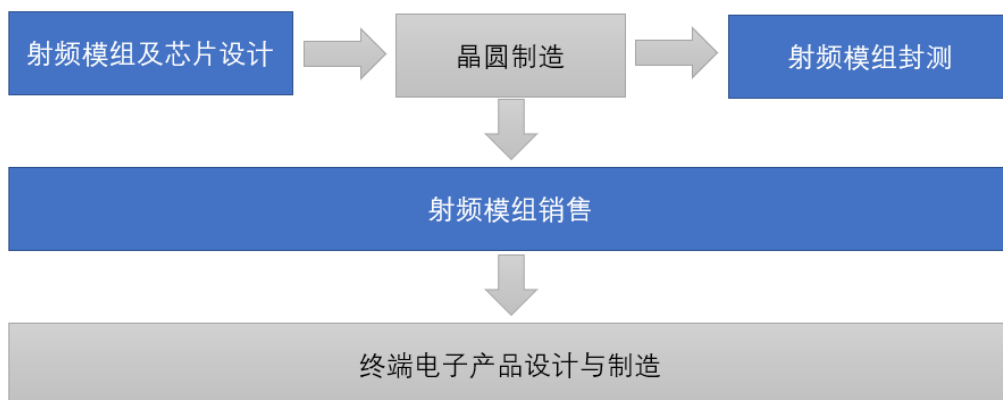 射频模组及芯片设计
晶圆制造
射频模组封测
射频模组销售
终端电子产品设计与制造